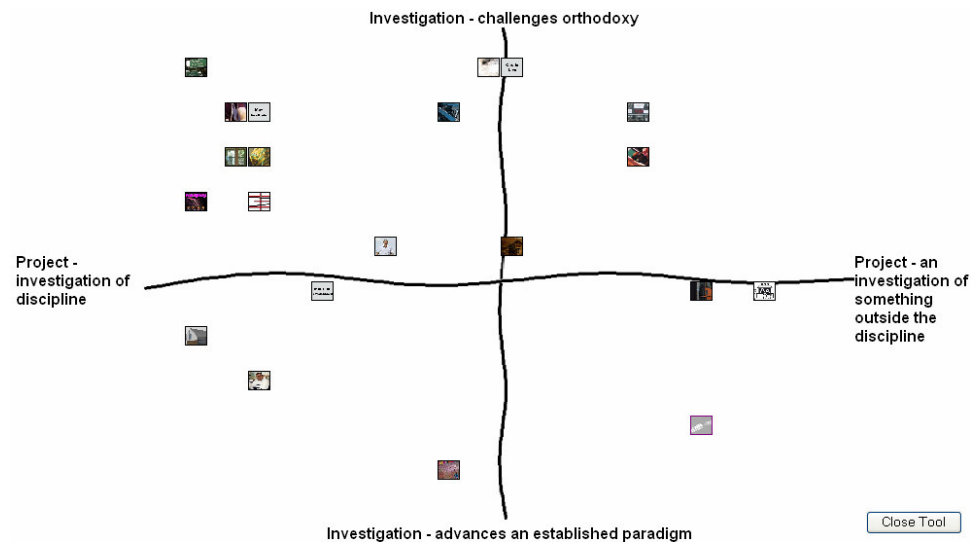 Investigation - challenges orthodoxy
Project -
investigation of
discipline
Project - an
investigation of
something
outside the
discipline
Investigation - advances an established paradigm
Close Tool